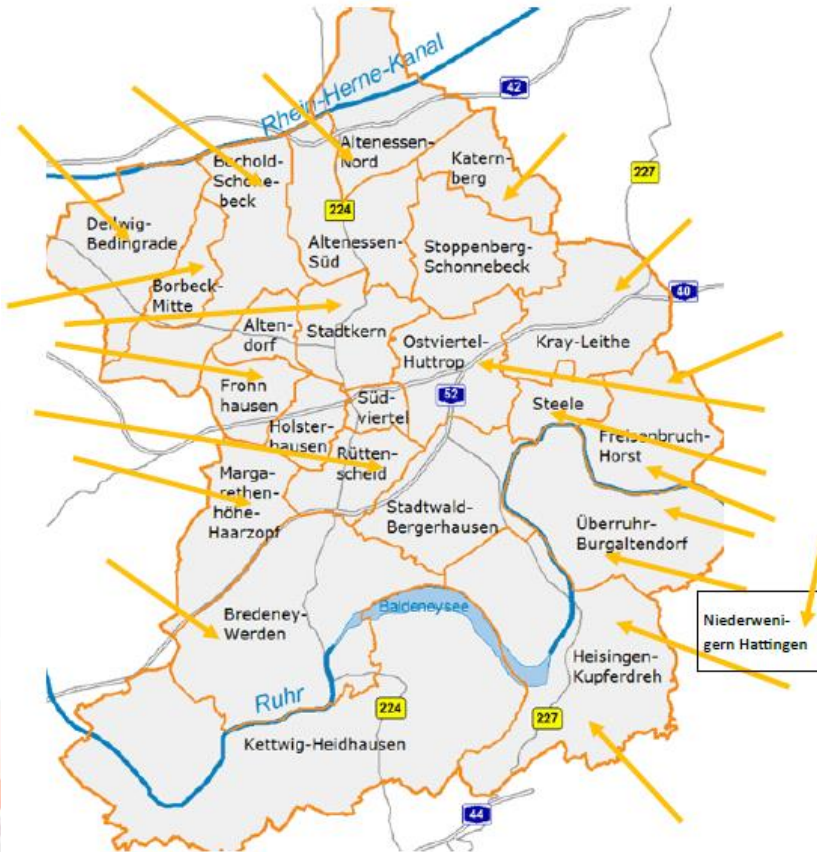 Rhein-Herne-Kanal
42
Altenessen-
Nord
Katern-
berg
227
Bochold-
Schöne-
beck
224
Dellwig-
Bedingrade
Altenessen-
Süd
Stoppenberg-
Schonnebeck
Borbeck-
Mitte
40
Alten-
dorf
Stadtkern
Ostviertel-
Huttrop
Kray-Leithe
Frohn
hausen
Süd-
viertel
52
Steele
Holster-
hausen
Freisenbruch-
Horst
Rütten-
scheid
Marga-
rethen-
höhe-
Haarzopf
Stadtwald-
Bergerhausen
Überruhr-
Burgaltendorf
Baldeneysee
Bredeney-
Werden
Niederweni-
gern Hattingen
Heisingen-
Kupferdreh
Ruhr
224
227
Kettwig-Heidhausen
44